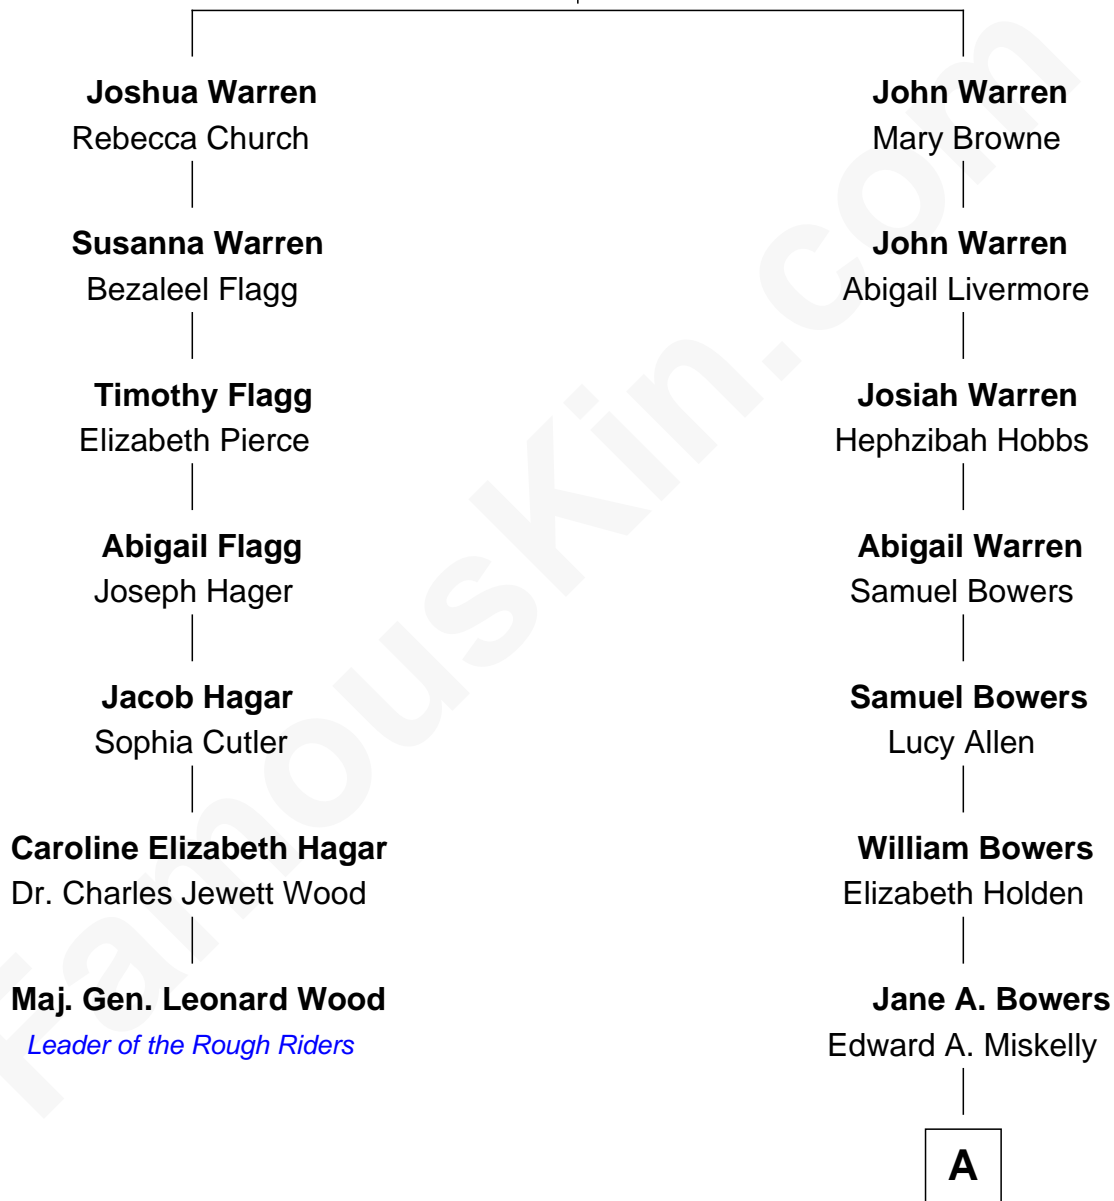 Joshua Warren
Rebecca Church
Susanna Warren
Bezaleel Flagg
Timothy Flagg
Elizabeth Pierce
Abigail Flagg
Joseph Hager
Jacob Hagar
Sophia Cutler
Caroline Elizabeth Hagar
Dr. Charles Jewett Wood
Maj. Gen. Leonard Wood
Leader of the Rough Riders
John Warren
Mary Browne
John Warren
Abigail Livermore
Josiah Warren
Hephzibah Hobbs
Abigail Warren
Samuel Bowers
Samuel Bowers
Lucy Allen
William Bowers
Elizabeth Holden
Jane A. Bowers
Edward A. Miskelly
A
FamousKin.com